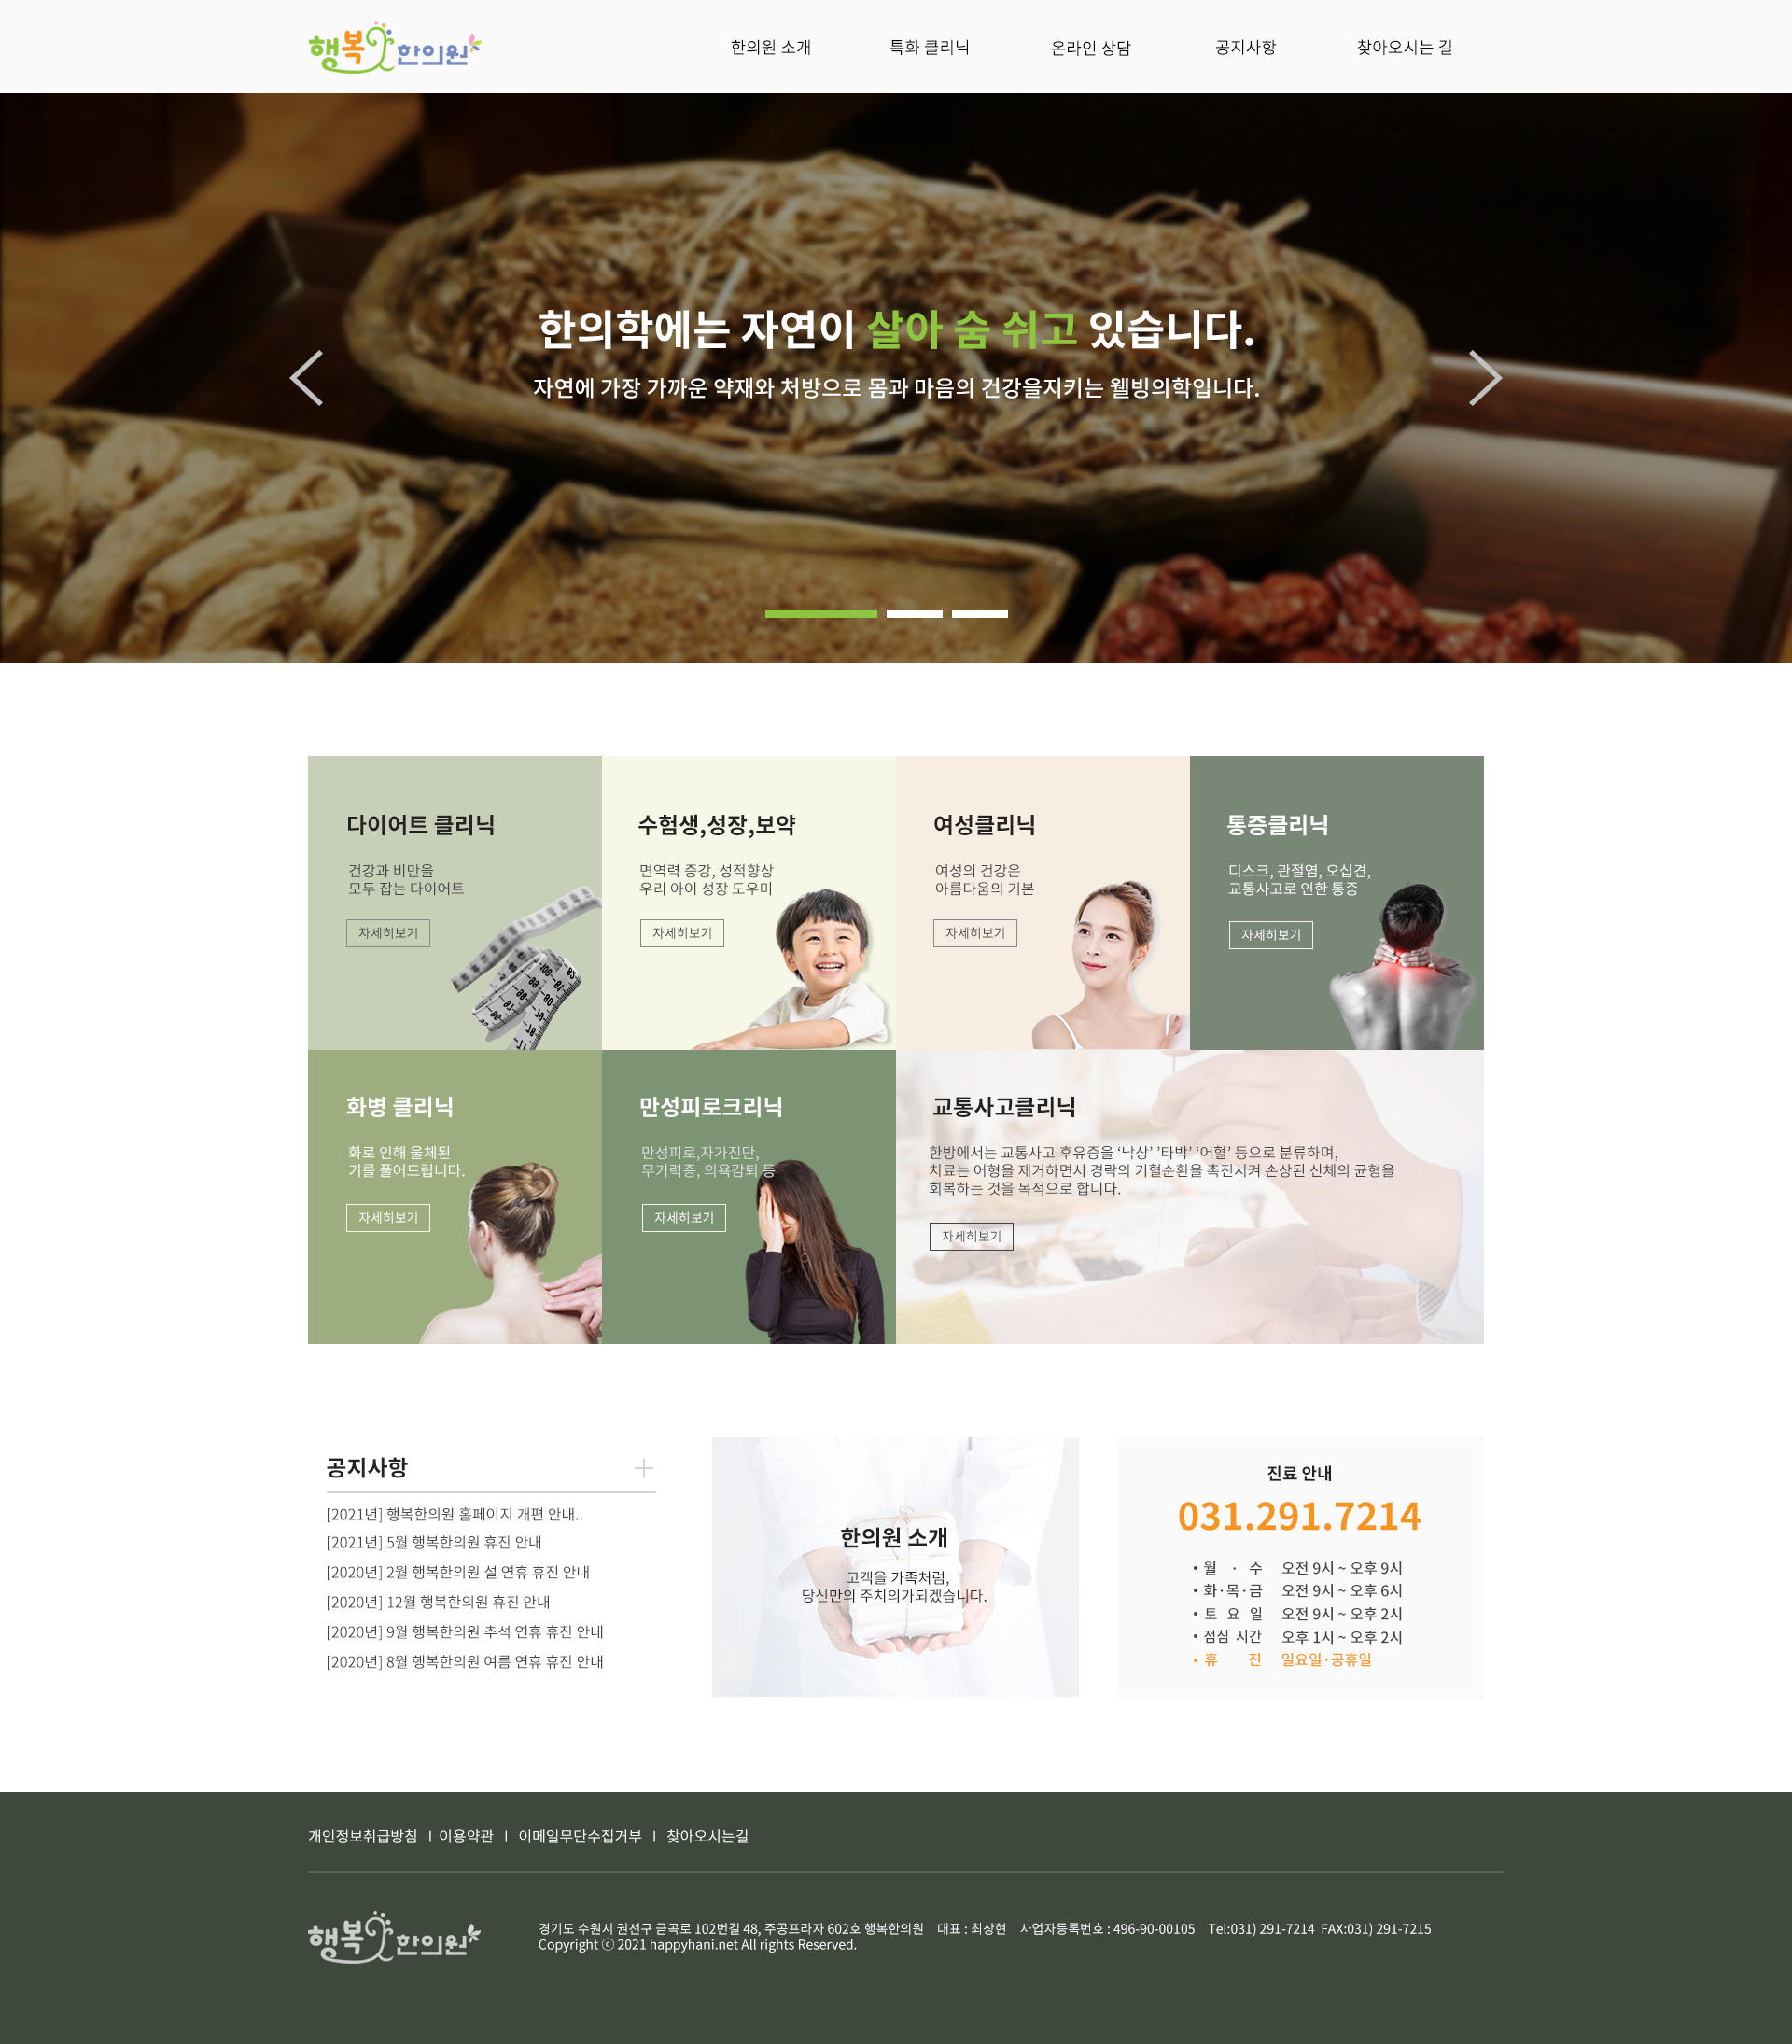 행복 한의원
한의원 소개
특화 클리닉
온라인 상담
공지사항
찾아오시는 길
한의학에는 자연이 살아 숨 쉬고 있습니다.
자연에 가장 가까운 약재와 처방으로 몸과 마음의 건강을지키는 웰빙의학입니다.
다이어트 클리닉
건강과 비만을
모두 잡는 다이어트
자세히보기
수험생,성장,보약
면역력 증강, 성적향상
우리 아이 성장 도우미
자세히보기
여성클리닉
여성의 건강은
아름다움의 기본
자세히보기
통증클리닉
디스크, 관절염, 오십견,
교통사고로 인한 통증
자세히보기
화병 클리닉
화로 인해 울체된
기를 풀어드립니다.
자세히보기
만성피로크리닉
만성피로,자가진단,
무기력증, 의욕감퇴 등
자세히보기
교통사고클리닉
한방에서는 교통사고 후유증을 ‘낙상’ ’타박’ ‘어혈’ 등으로 분류하며,
치료는 어형을 제거하면서 경락의 기혈순환을 촉진시켜 손상된 신체의 균형을
회복하는 것을 목적으로 합니다.
자세히보기
공지사항
[2021년] 행복한의원 홈페이지 개편 안내..
[2021년] 5월 행복한의원 휴진 안내
[2020년] 2월 행복한의원 설 연휴 휴진 안내
[2020년] 12월 행복한의원 휴진 안내
[2020년] 9월 행복한의원 추석 연휴 휴진 안내
[2020년] 8월 행복한의원 여름 연휴 휴진 안내
한의원 소개
고객을 가족처럼,
당신만의 주치의가되겠습니다.
진료 안내
031.291.7214
• 월 · 수 오전 9시 ~ 오후 9시
• 화·목·금 오전 9시 ~ 오후 6시
• 토 요 일 오전 9시 ~ 오후 2시
• 점심 시간 오후 1시 ~ 오후 2시
• 휴 진 일요일·공휴일
개인정보취급방침 | 이용약관 | 이메일무단수집거부 | 찾아오시는길
행복 한의원
경기도 수원시 권선구 금곡로 102번길 48, 주공프라자 602호 행복한의원 대표 : 최상현 사업자등록번호 : 496-90-00105 Tel:031) 291-7214 FAX:031) 291-7215
Copyright ⓒ 2021 happyhani.net All rights Reserved.